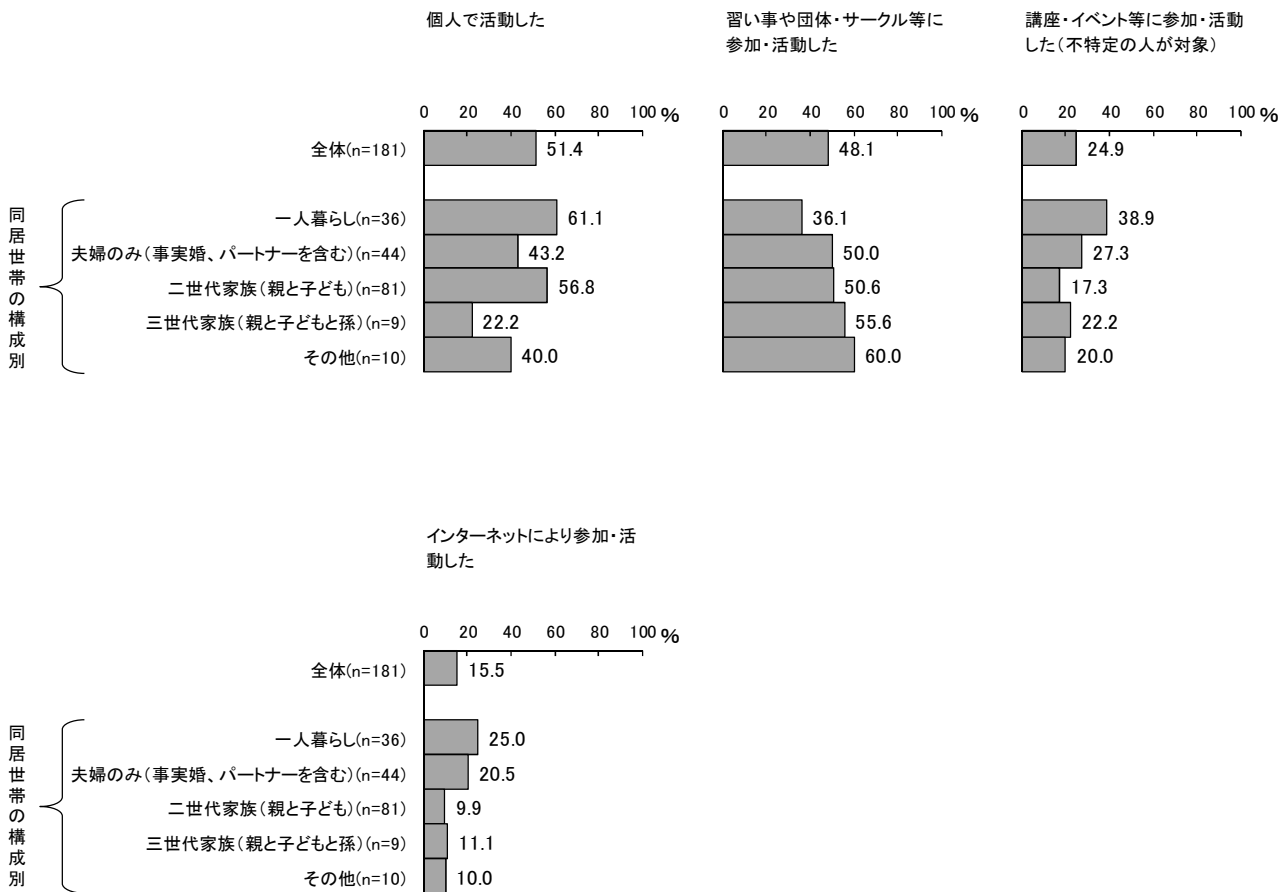 個人で活動した
習い事や団体・サークル等に
参加・活動した
講座・イベント等に参加・活動
した(不特定の人が対象)
0 20 40 60 80 100 %
0 20 40 60 80 100 %
0 20 40 60 80 100 %
全体(n=181) 51.4 48.1 24.9
同居世帯の構成別
一人暮らし(n=36) 61.1 36.1 38.9
夫婦のみ(事実婚、パートナーを含む)(n=44) 43.2 50.0 27.3
二世代家族(親と子ども)(n=81) 56.8 50.6 17.3
三世代家族(親と子どもと孫)(n=9) 22.2 55.6 22.2
その他(n=10) 40.0 60.0 20.0
インターネットにより参加・活
動した
0 20 40 60 80 100 %
全体(n=181) 15.5
同居世帯の構成別
一人暮らし(n=36) 25.0
夫婦のみ(事実婚、パートナーを含む)(n=44) 20.5
二世代家族(親と子ども)(n=81) 9.9
三世代家族(親と子どもと孫)(n=9) 11.1
その他(n=10) 10.0